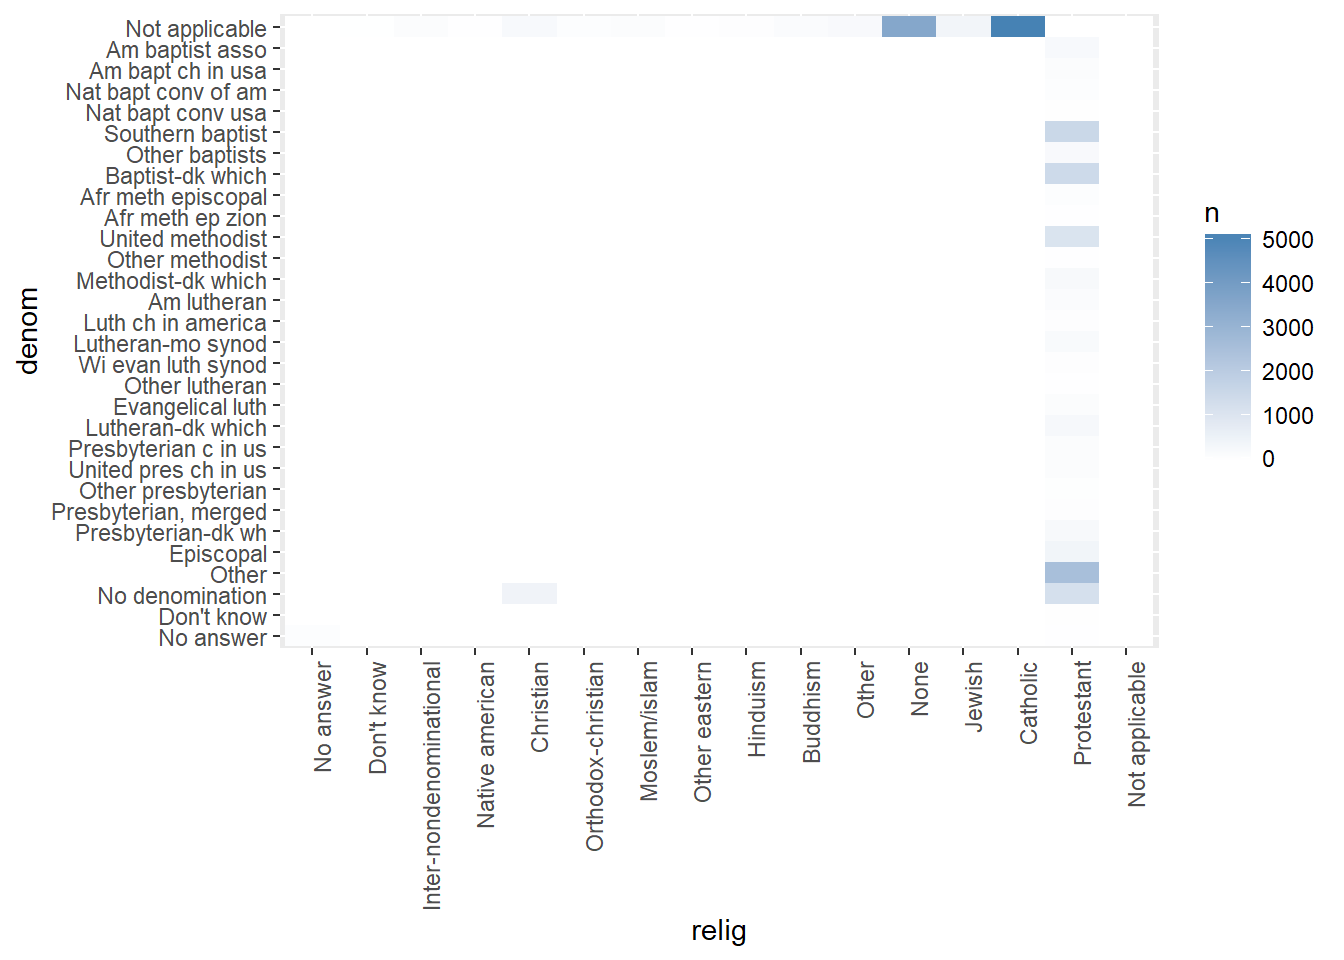 Not applicable
Am baptist asso
Am bapt ch in usa
Nat bapt conv of am
Nat bapt conv usa
Southern baptist
Other baptists
Baptist-dk which
Afr meth episcopal
Afr meth ep zion
United methodist
Other methodist
Methodist-dk which
Am lutheran
Luth ch in america
Lutheran-mo synod
Wi evan luth synod
Other lutheran
Evangelical luth
Lutheran-dk which
Presbyterian c in us
United pres ch in us
Other presbyterian
Presbyterian, merged
Presbyterian-dk wh
Episcopal
Other
No denomination
Don't know
No answer
denom
No answer
Don't know
Inter-nondenominational
Native american
Christian
Orthodox-christian
Moslem/islam
Other eastern
Hinduism
Buddhism
Other
None
Jewish
Catholic
Protestant
Not applicable
relig
n
5000
4000
3000
2000
1000
0